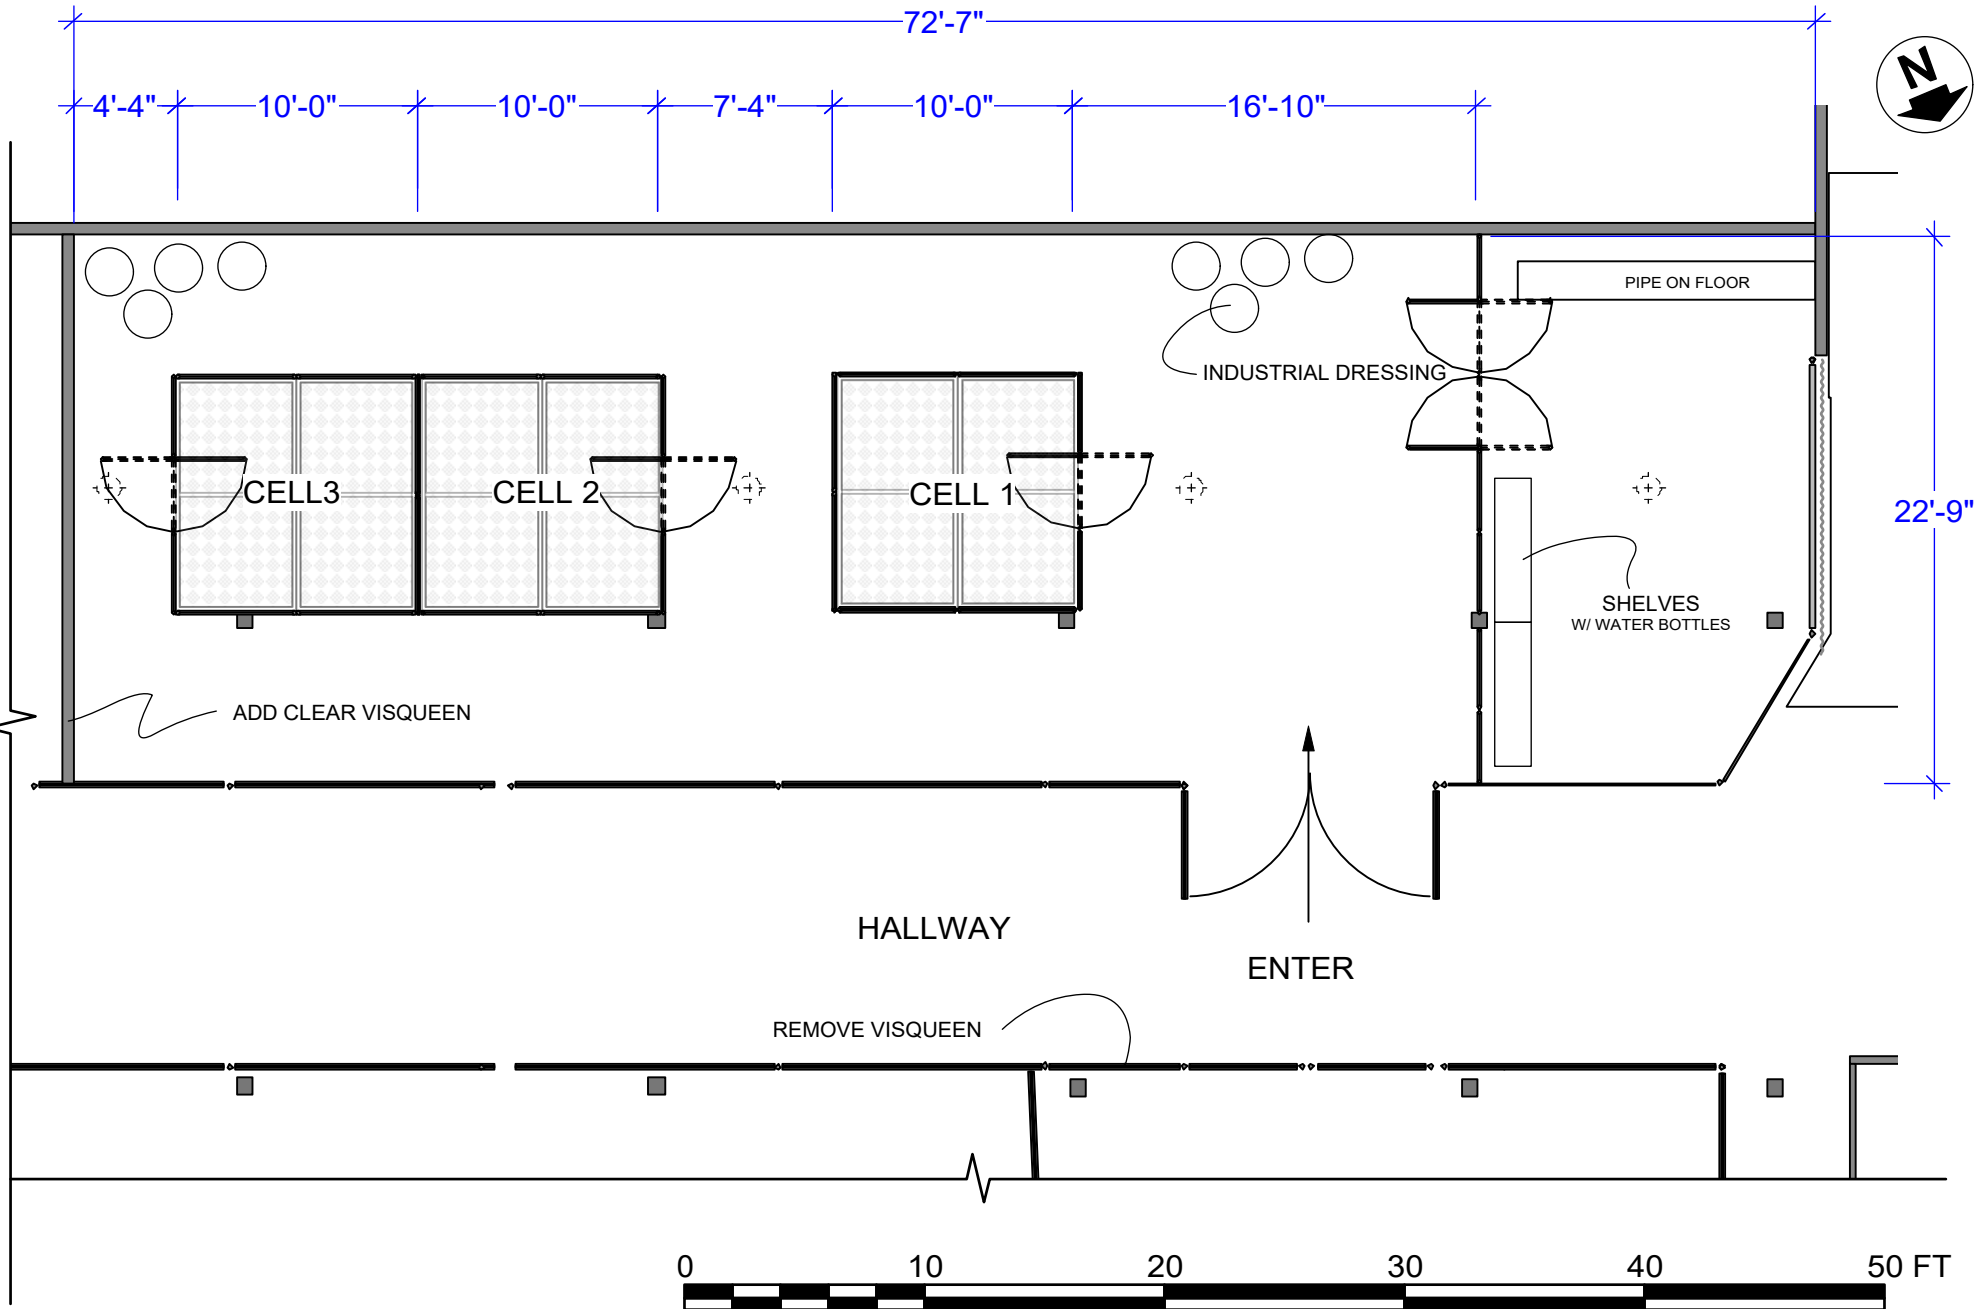 72'-7"
N
4'-4"
10'-0"
10'-0"
7'-4"
10'-0"
16'-10"
PIPE ON FLOOR
INDUSTRIAL DRESSING
CELL3
CELL 2
CELL 1
22'-9"
SHELVES
W/ WATER BOTTLES
ADD CLEAR VISQUEEN
HALLWAY
ENTER
REMOVE VISQUEEN
0 10 20 30 40 50 FT